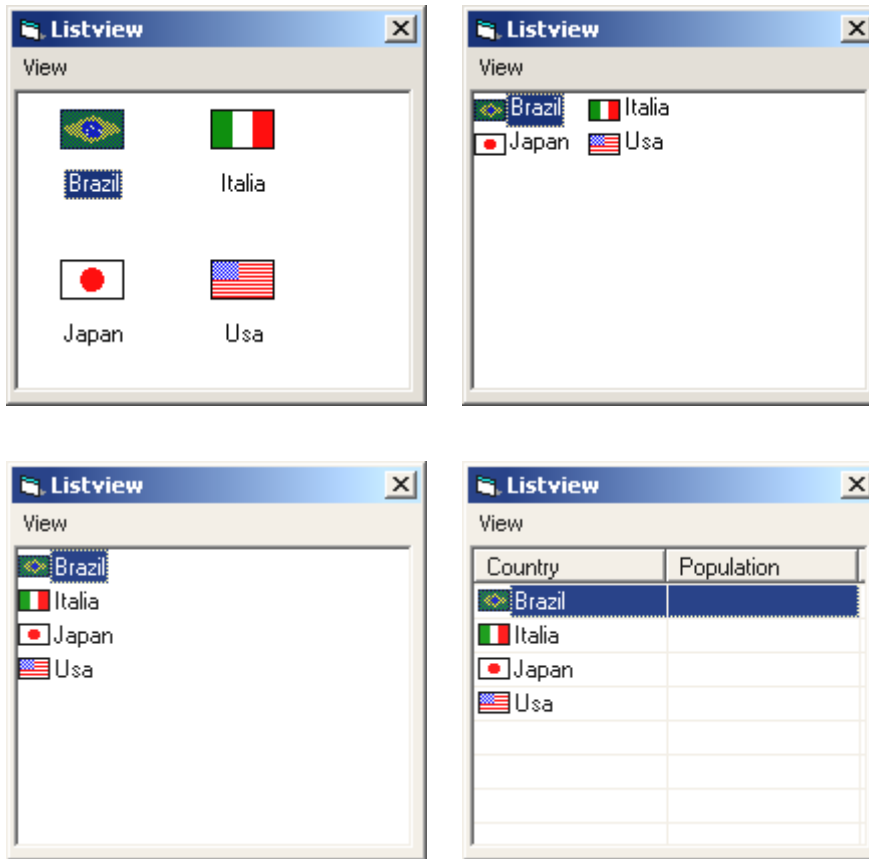 Listview
View
Brazil Italia
Japan Usa
Listview
View
Brazil Italia
Japan Usa
Listview
View
Brazil
Italia
Japan
Usa
Listview
View
Country Population
Brazil
Italia
Japan
Usa